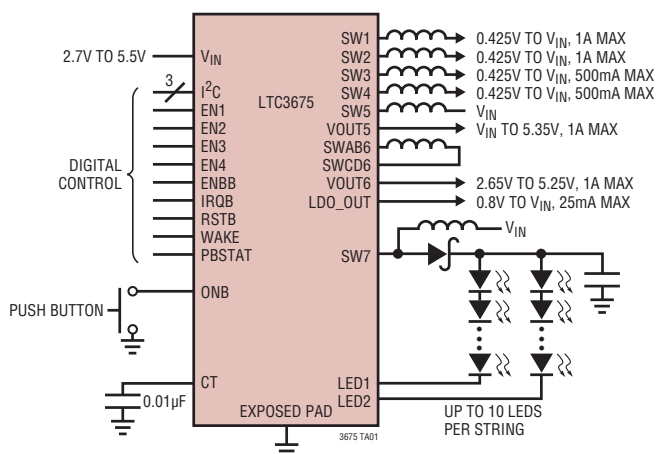 2.7V TO 5.5V
DIGITAL
CONTROL
PUSH BUTTON
0.01µF
3
VIN
I2C
EN1
EN2
EN3
EN4
ENBB
IRQB
RSTB
WAKE
PBSTAT
ONB
CT
LTC3675
EXPOSED PAD
SW1
SW2
SW3
SW4
SW5
VOUT5
SWAB6
SWCD6
VOUT6
LDO_OUT
SW7
LED1
LED2
0.425V TO VIN, 1A MAX
0.425V TO VIN, 1A MAX
0.425V TO VIN, 500mA MAX
0.425V TO VIN, 500mA MAX
VIN
VIN TO 5.35V, 1A MAX
2.65V TO 5.25V, 1A MAX
0.8V TO VIN, 25mA MAX
VIN
UP TO 10 LEDS
PER STRING
3675 TA01